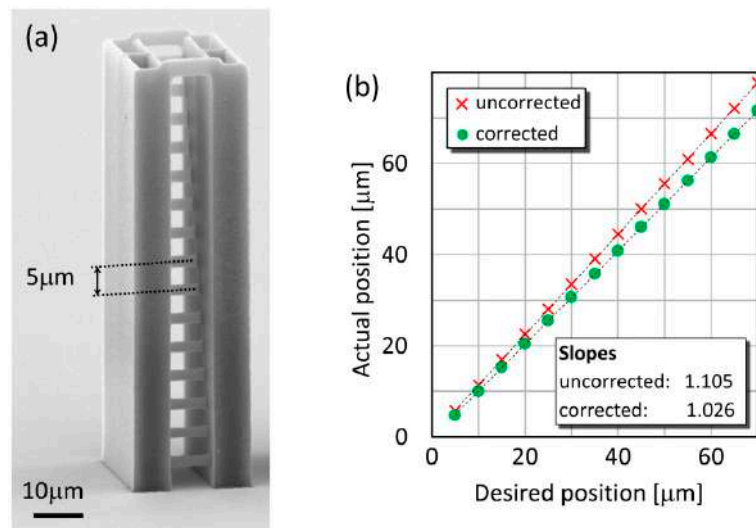 (a)
5μm
10μm
(b)
uncorrected
corrected
Actual position [μm]
60
40
20
0
Slopes
uncorrected: 1.105
corrected: 1.026
0 20 40 60
Desired position [μm]